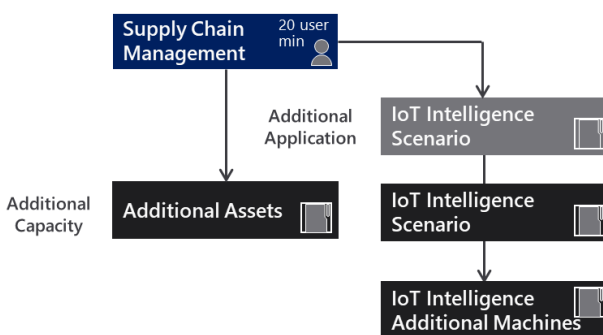 Supply Chain
Management
20 user
min
Additional
Application
IoT Intelligence
Scenario
Additional
Capacity
Additional Assets
IoT Intelligence
Scenario
IoT Intelligence
Additional Machines